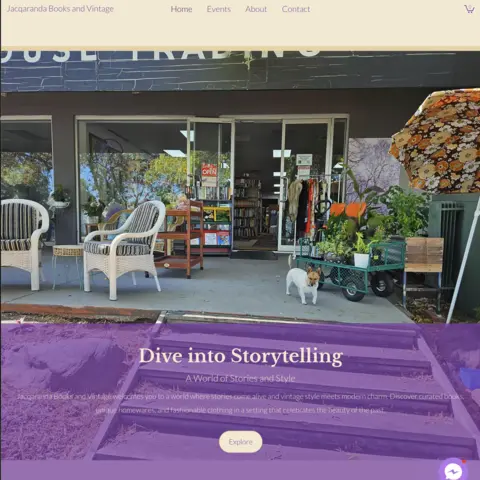 Jacqaranda Books and Vintage
Home Events About Contact
OUSE TRADING
OPEN
Dive into Storytelling
A World of Stories and Style
Jacqaranda Books and Vintage welcomes you to a world where stories come alive and vintage style meets modern charm. Discover curated books,
unique homewares, and fashionable clothing in a setting that celebrates the beauty of the past.
Explore